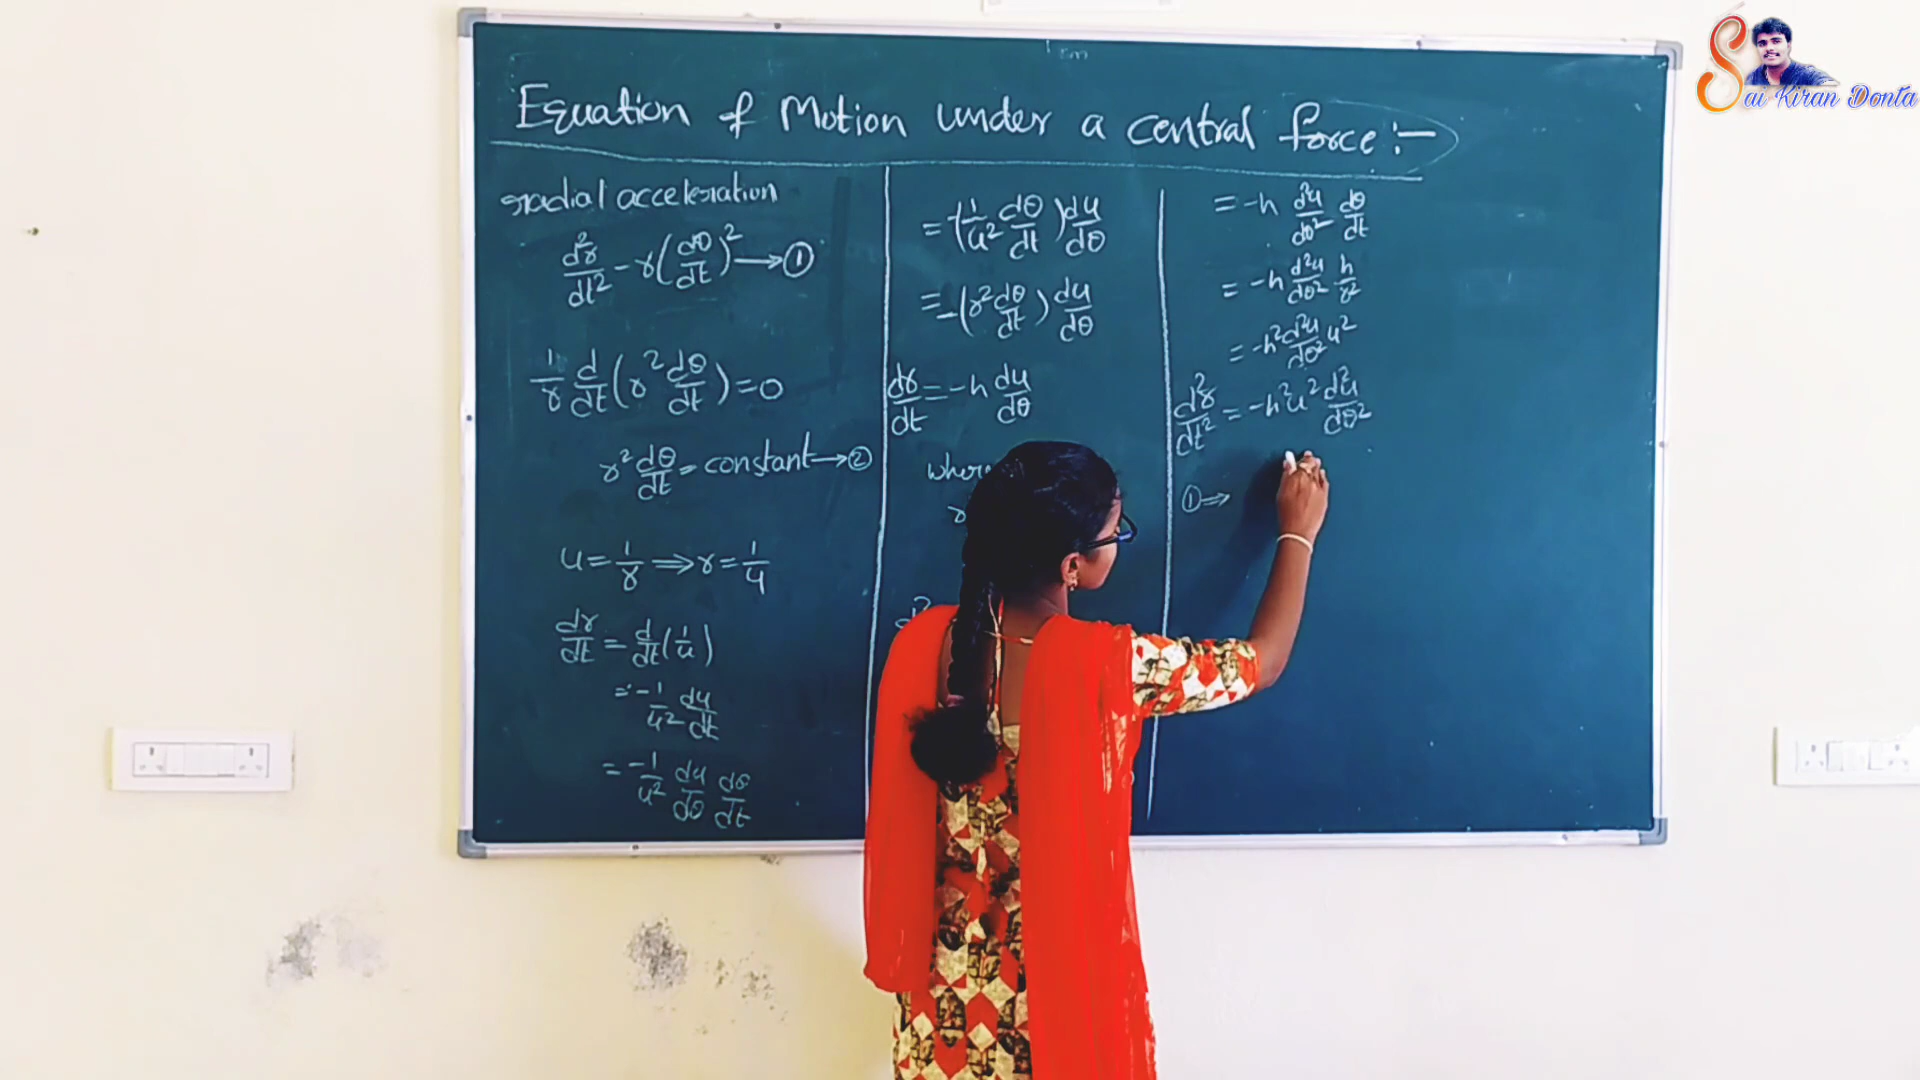 Equation of Motion under a central force:-
radial acceleration
d²r/dt² - r(dθ/dt)² → ①
1/r d/dt(r² dθ/dt) = 0
r² dθ/dt = constant → ②
u = 1/r ⇒ r = 1/u
dr/dt = d/dt(1/u)
= -1/u² du/dt
= -1/u² du/dθ dθ/dt
= -(1/u² dθ/dt) du/dθ
= -(r² dθ/dt) du/dθ
dr/dt = -h du/dθ
= -h d²u/dθ² dθ/dt
= -h d²u/dθ² h/r²
= -h² d²u/dθ² u²
d²r/dt² = -h²u² d²u/dθ²
① ⇒
Sai Kiran Donta